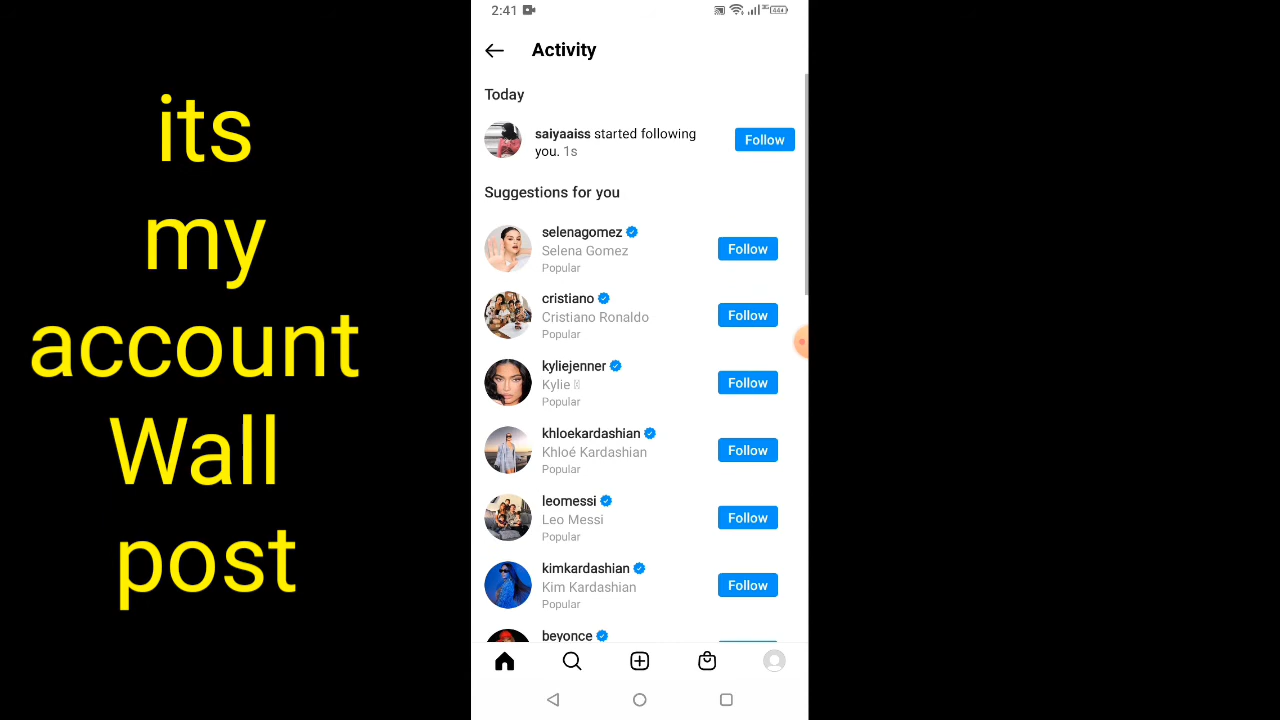 its
my
account
Wall
post
2:41
Activity
Today
saiyaaiss started following
you. 1s
Follow
Suggestions for you
selenagomez
Selena Gomez
Popular
Follow
cristiano
Cristiano Ronaldo
Popular
Follow
kyliejenner
Kylie
Popular
Follow
khloekardashian
Khloé Kardashian
Popular
Follow
leomessi
Leo Messi
Popular
Follow
kimkardashian
Kim Kardashian
Popular
Follow
beyonce